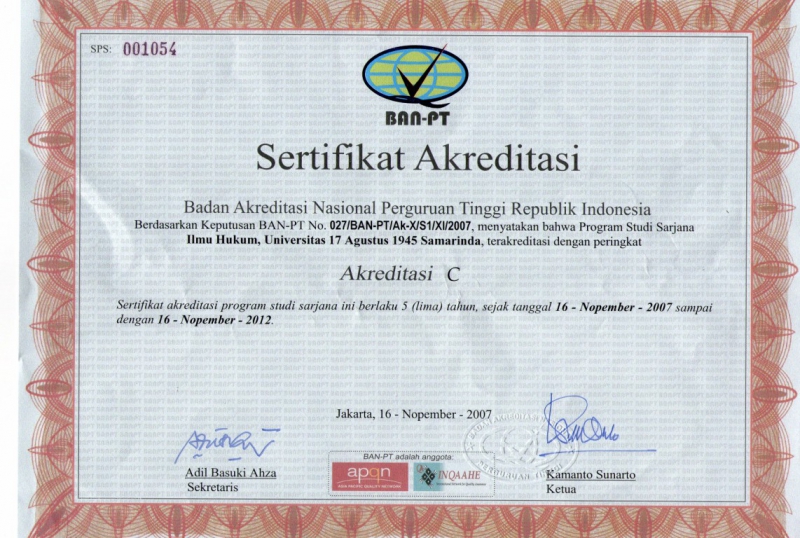 SPS: 001054
BAN-PT
Sertifikat Akreditasi
Badan Akreditasi Nasional Perguruan Tinggi Republik Indonesia
Berdasarkan Keputusan BAN-PT No. 027/BAN-PT/Ak-X/S1/XI/2007, menyatakan bahwa Program Studi Sarjana
Ilmu Hukum, Universitas 17 Agustus 1945 Samarinda, terakreditasi dengan peringkat
Akreditasi C
Sertifikat akreditasi program studi sarjana ini berlaku 5 (lima) tahun, sejak tanggal 16 - Nopember - 2007 sampai
dengan 16 - Nopember - 2012.
Jakarta, 16 - Nopember - 2007
BAN-PT adalah anggota:
apqn
ASIA-PACIFIC QUALITY NETWORK
INQAAHE
Adil Basuki Ahza
Sekretaris
Kamanto Sunarto
Ketua